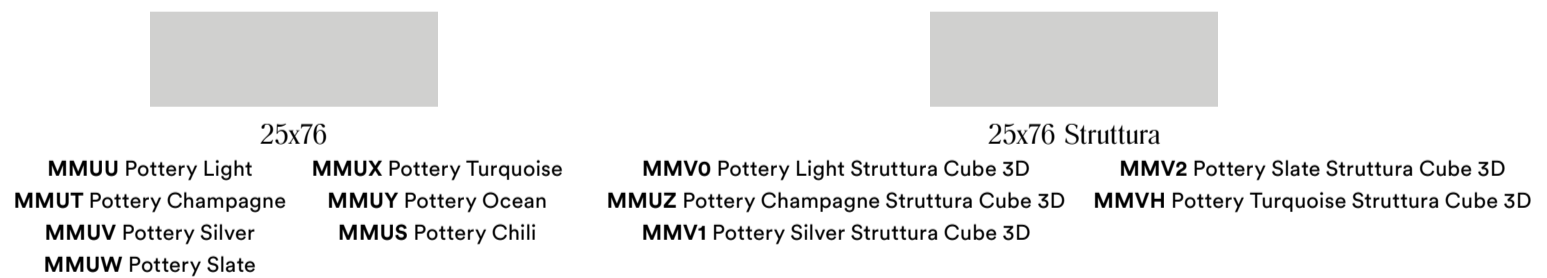 25x76
MMUU Pottery Light
MMUT Pottery Champagne
MMUV Pottery Silver
MMUW Pottery Slate
MMUX Pottery Turquoise
MMUY Pottery Ocean
MMUS Pottery Chili
25x76 Struttura
MMV0 Pottery Light Struttura Cube 3D
MMUZ Pottery Champagne Struttura Cube 3D
MMV1 Pottery Silver Struttura Cube 3D
MMV2 Pottery Slate Struttura Cube 3D
MMVH Pottery Turquoise Struttura Cube 3D